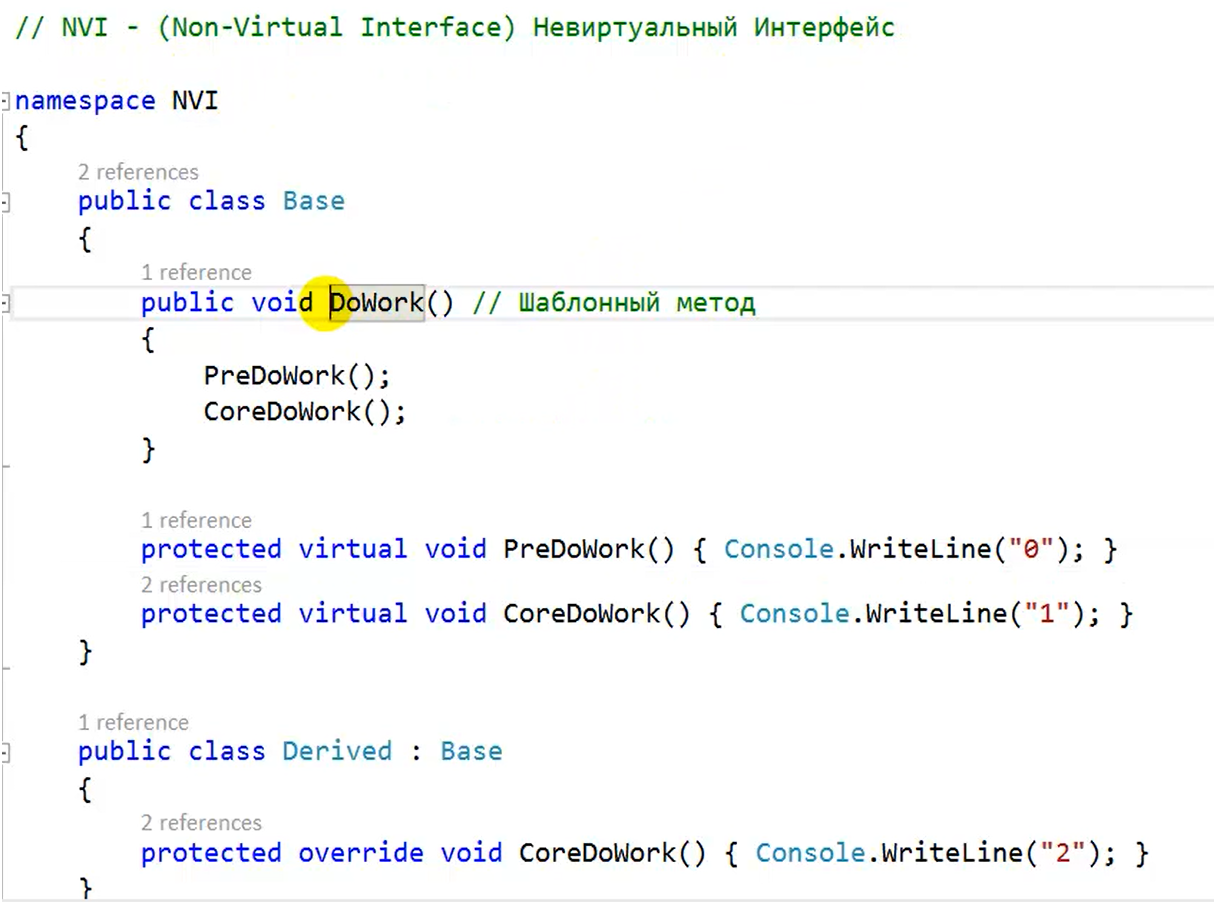 // NVI - (Non-Virtual Interface) Невиртуальный Интерфейс
namespace NVI
{
2 references
public class Base
{
1 reference
public void DoWork() // Шаблонный метод
{
PreDoWork();
CoreDoWork();
}
1 reference
protected virtual void PreDoWork() { Console.WriteLine("0"); }
2 references
protected virtual void CoreDoWork() { Console.WriteLine("1"); }
}
1 reference
public class Derived : Base
{
2 references
protected override void CoreDoWork() { Console.WriteLine("2"); }
}